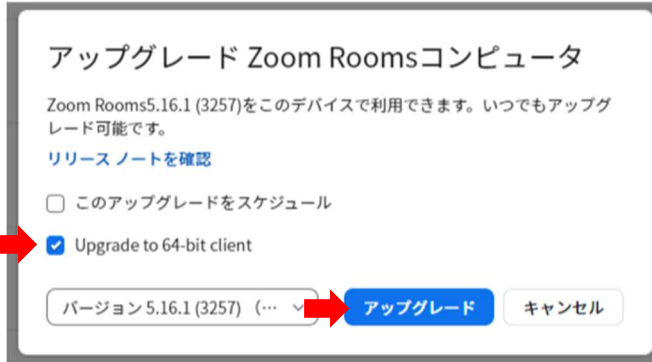 アップグレード Zoom Roomsコンピュータ
Zoom Rooms5.16.1 (3257)をこのデバイスで利用できます。いつでもアップグ
レード可能です。
リリース ノートを確認
このアップグレードをスケジュール
Upgrade to 64-bit client
バージョン 5.16.1 (3257) （… アップグレード キャンセル